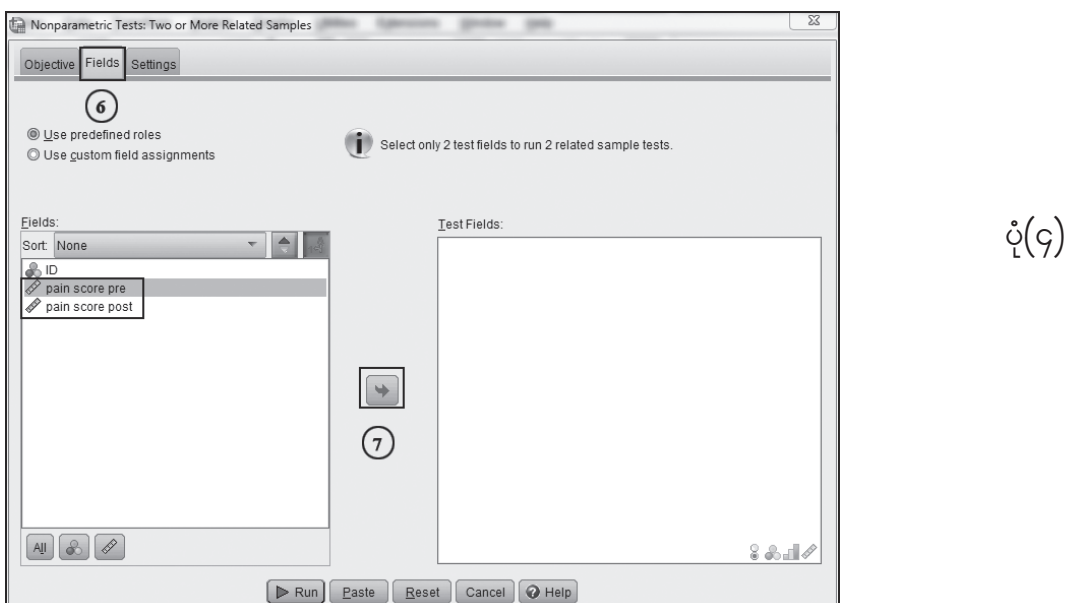 Nonparametric Tests: Two or More Related Samples
Objective Fields Settings
6
Use predefined roles
Use custom field assignments
Select only 2 test fields to run 2 related sample tests.
Fields:
Test Fields:
Sort: None
ID
pain score pre
pain score post
7
All
Run Paste Reset Cancel Help
ပုံ(၄)